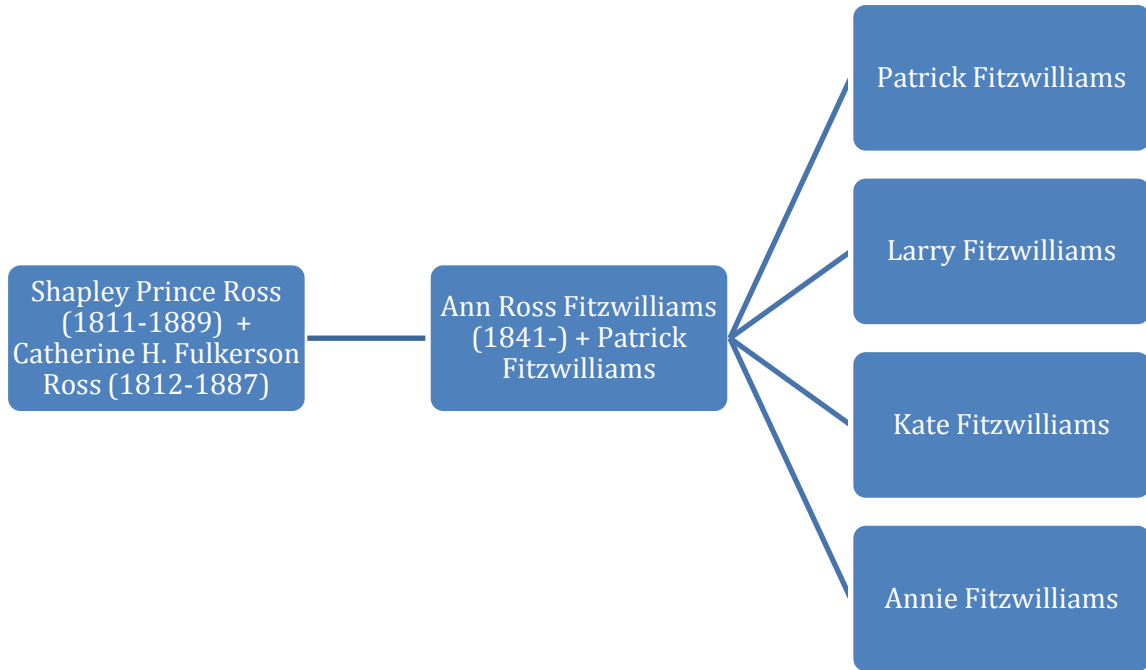 Shapley Prince Ross
(1811-1889) +
Catherine H. Fulkerson
Ross (1812-1887)
Ann Ross Fitzwilliams
(1841-) + Patrick
Fitzwilliams
Patrick Fitzwilliams
Larry Fitzwilliams
Kate Fitzwilliams
Annie Fitzwilliams